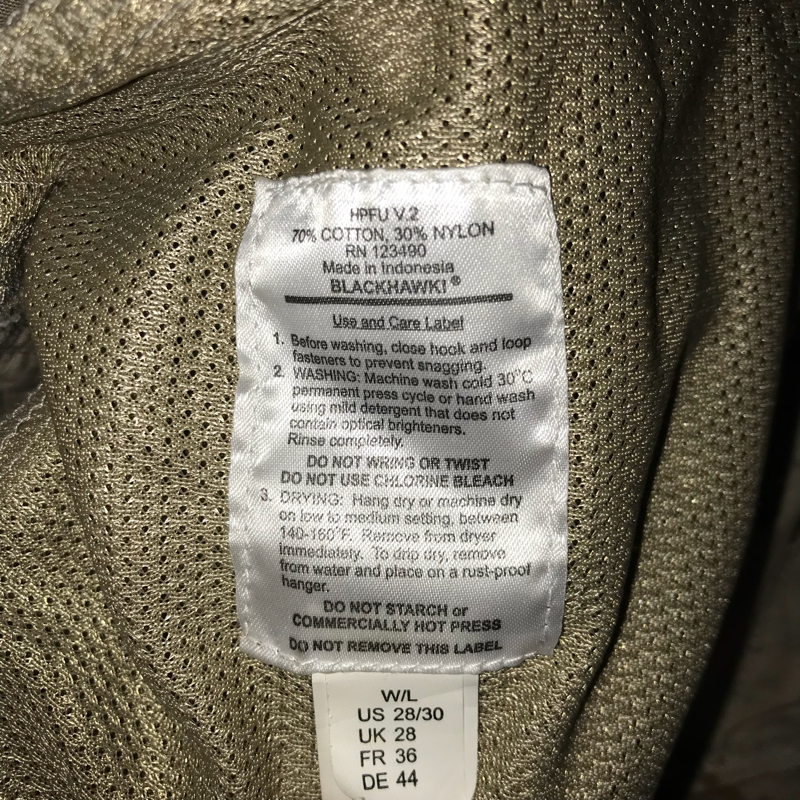 HPFU V.2
70% COTTON, 30% NYLON
RN 123490
Made in Indonesia
BLACKHAWK! ®
Use and Care Label
1. Before washing, close hook and loop
fasteners to prevent snagging.
2. WASHING: Machine wash cold 30°C
permanent press cycle or hand wash
using mild detergent that does not
contain optical brighteners.
Rinse completely.
DO NOT WRING OR TWIST
DO NOT USE CHLORINE BLEACH
3. DRYING: Hang dry or machine dry
on low to medium setting, between
140-160°F. Remove from dryer
immediately. To drip dry, remove
from water and place on a rust-proof
hanger.
DO NOT STARCH or
COMMERCIALLY HOT PRESS
DO NOT REMOVE THIS LABEL
W/L
US 28/30
UK 28
FR 36
DE 44